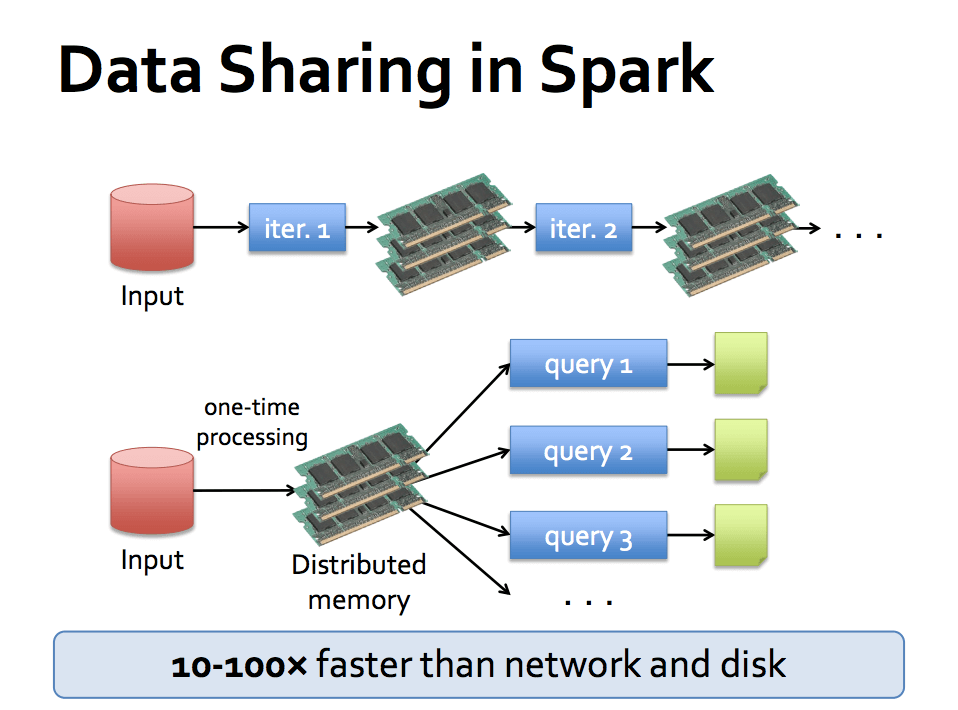 Data Sharing in Spark
iter. 1
iter. 2
. . .
Input
one-time
processing
Input
Distributed
memory
query 1
query 2
query 3
. . .
10-100× faster than network and disk